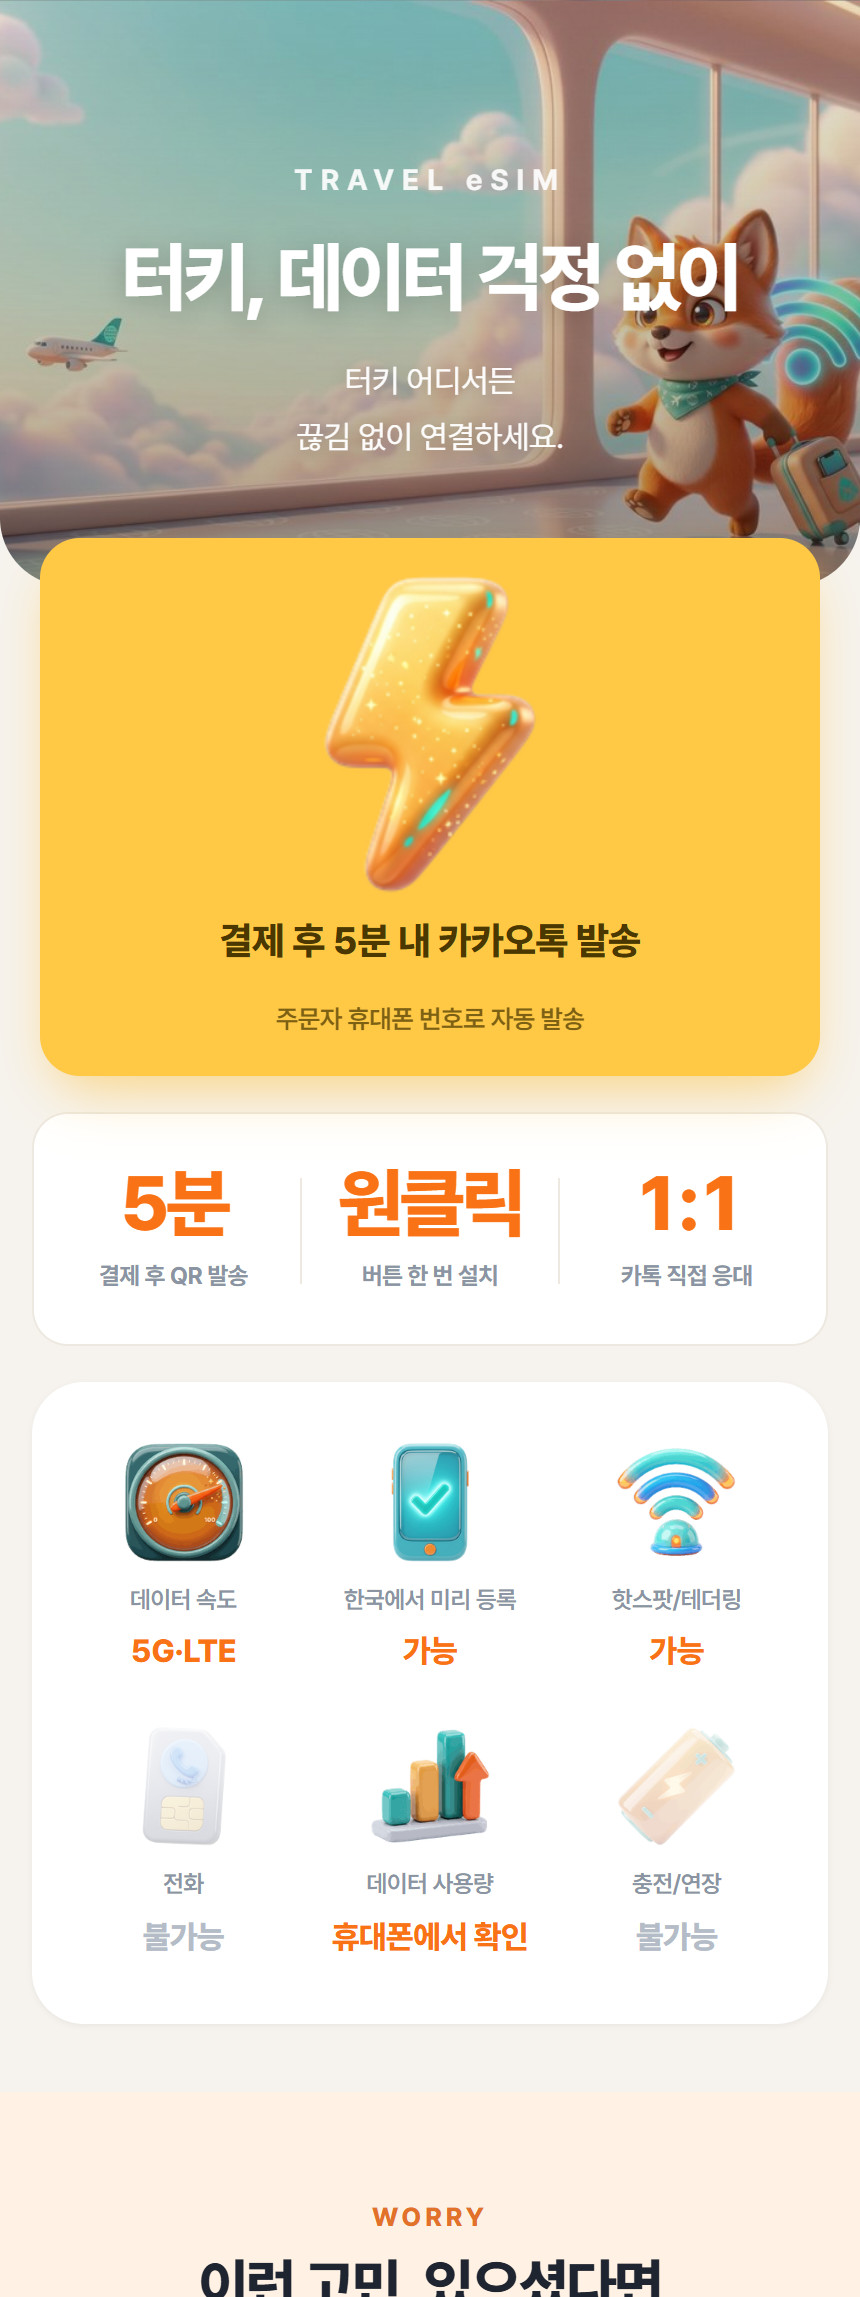 TRAVEL eSIM
터키, 데이터 걱정 없이
터키 어디서든
끊김 없이 연결하세요.
결제 후 5분 내 카카오톡 발송
주문자 휴대폰 번호로 자동 발송
5분
원클릭
1:1
결제 후 QR 발송
버튼 한 번 설치
카톡 직접 응대
0
100
데이터 속도
한국에서 미리 등록
핫스팟/테더링
5G·LTE
가능
가능
전화
데이터 사용량
충전/연장
불가능
휴대폰에서 확인
불가능
WORRY
이런 고민, 있으셨다면